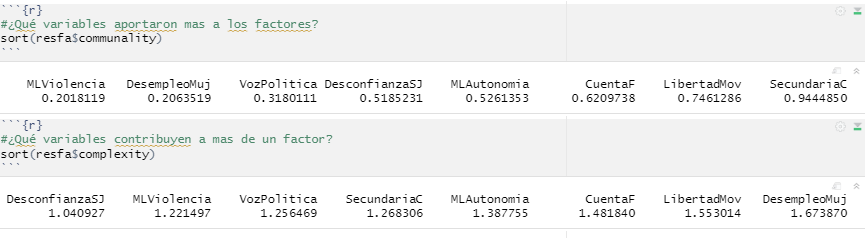 ```{r}
#¿Qué variables aportaron mas a los factores?
sort(resfa$communality)
```
MLViolencia DesempleoMuj VozPolitica DesconfianzaSJ MLAutonomia CuentaF LibertadMov SecundariaC
0.2018119 0.2063519 0.3180111 0.5185231 0.5261353 0.6209738 0.7461286 0.9444850
```{r}
#¿Qué variables contribuyen a mas de un factor?
sort(resfa$complexity)
```
DesconfianzaSJ MLViolencia VozPolitica SecundariaC MLAutonomia CuentaF LibertadMov DesempleoMuj
1.040927 1.221497 1.256469 1.268306 1.387755 1.481840 1.553014 1.673870